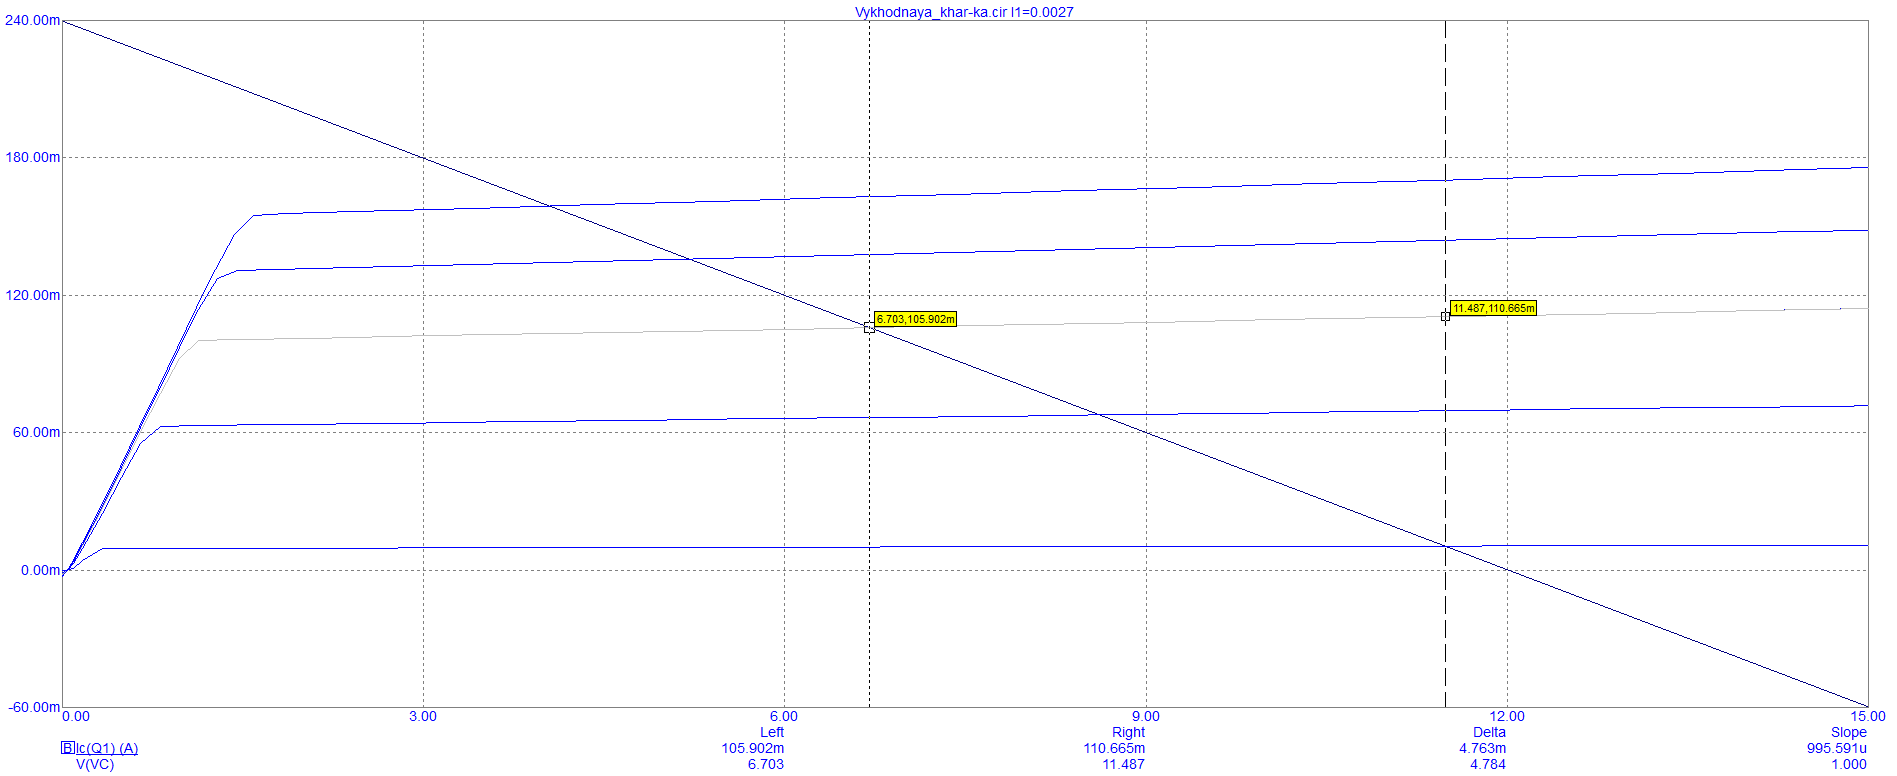 Vykhodnaya_khar-ka.cir I1=0.0027
240.00m
180.00m
120.00m
60.00m
0.00m
-60.00m
6.703,105.902m
11.487,110.665m
0.00 3.00 6.00 9.00 12.00 15.00
Left Right Delta Slope
B Ic(Q1) (A) 105.902m 110.665m 4.763m 995.591u
V(VC) 6.703 11.487 4.784 1.000